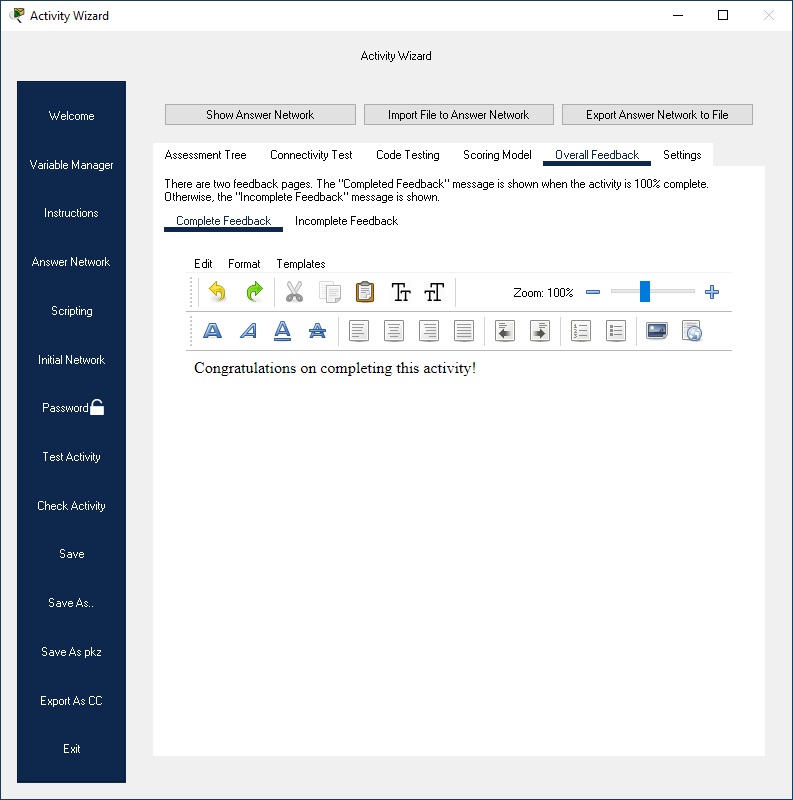 Activity Wizard
Activity Wizard
Welcome
Variable Manager
Instructions
Answer Network
Scripting
Initial Network
Password
Test Activity
Check Activity
Save
Save As..
Save As pkz
Export As CC
Exit
Show Answer Network Import File to Answer Network Export Answer Network to File
Assessment Tree Connectivity Test Code Testing Scoring Model Overall Feedback Settings
There are two feedback pages. The "Completed Feedback" message is shown when the activity is 100% complete.
Otherwise, the "Incomplete Feedback" message is shown.
Complete Feedback Incomplete Feedback
Edit Format Templates
Zoom: 100%
Congratulations on completing this activity!